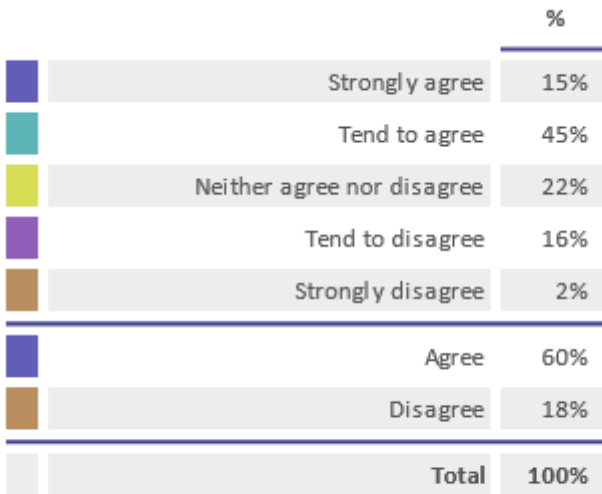 %
Strongly agree 15%
Tend to agree 45%
Neither agree nor disagree 22%
Tend to disagree 16%
Strongly disagree 2%
Agree 60%
Disagree 18%
Total 100%